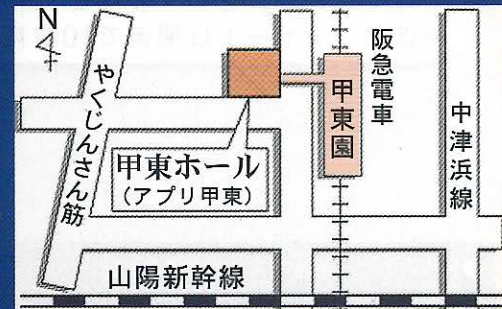 N
やくじんさん筋
甲東ホール
(アプリ甲東)
甲東園
阪急電車
中津浜線
山陽新幹線